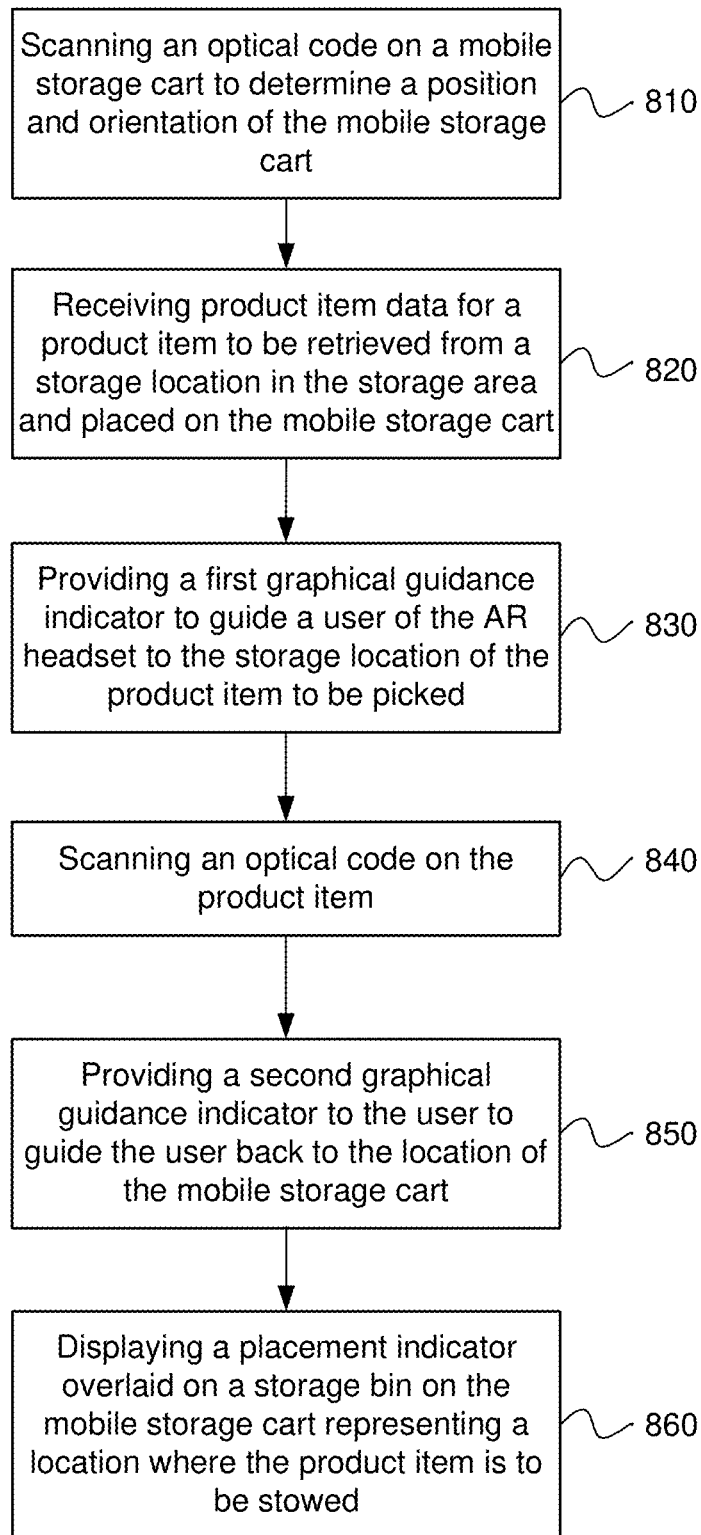 Scanning an optical code on a mobile
storage cart to determine a position
and orientation of the mobile storage
cart
810
Receiving product item data for a
product item to be retrieved from a
storage location in the storage area
and placed on the mobile storage cart
820
Providing a first graphical guidance
indicator to guide a user of the AR
headset to the storage location of the
product item to be picked
830
Scanning an optical code on the
product item
840
Providing a second graphical
guidance indicator to the user to
guide the user back to the location of
the mobile storage cart
850
Displaying a placement indicator
overlaid on a storage bin on the
mobile storage cart representing a
location where the product item is to
be stowed
860